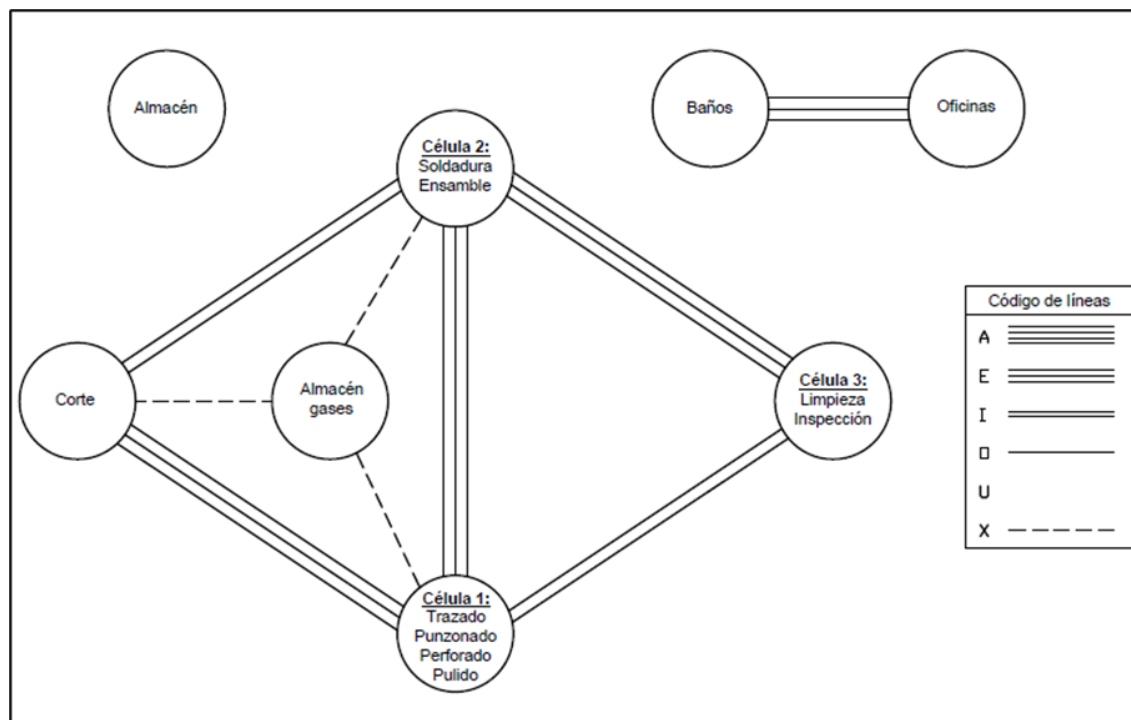 Almacén
Baños
Oficinas
Célula 2:
Soldadura
Ensamble
Corte
Almacén
gases
Célula 3:
Limpieza
Inspección
Célula 1:
Trazado
Punzonado
Perforado
Pulido
Código de líneas
A
E
I
O
U
X